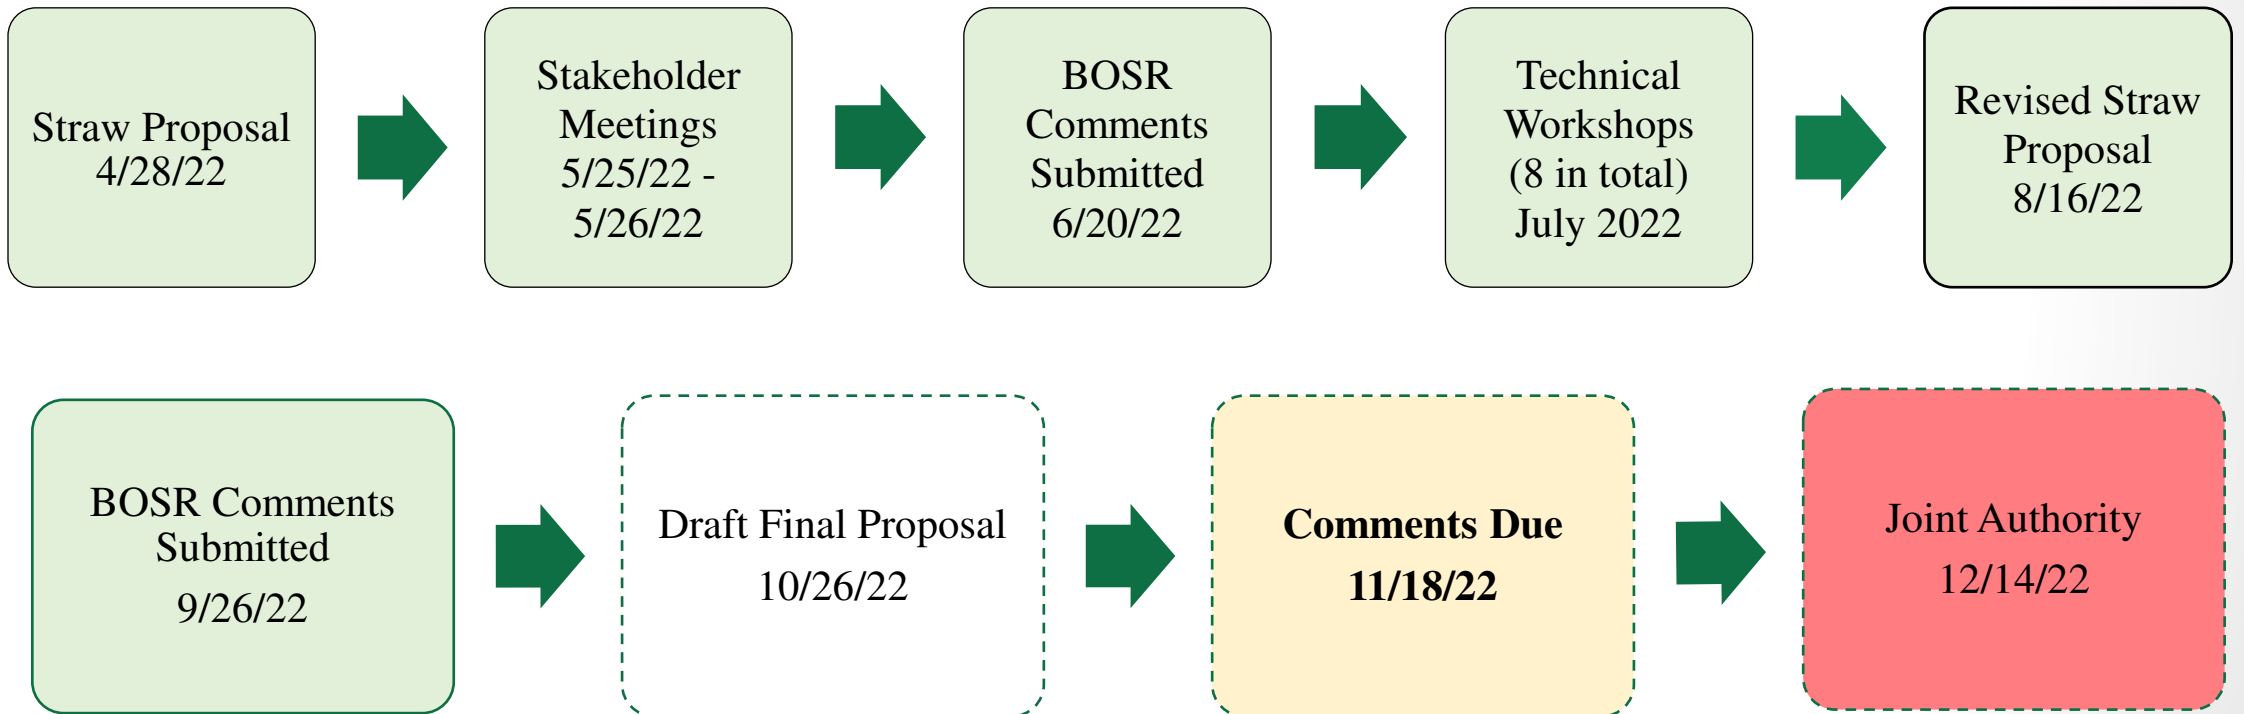 Straw Proposal
4/28/22
Stakeholder
Meetings
5/25/22 -
5/26/22
BOSR
Comments
Submitted
6/20/22
Technical
Workshops
(8 in total)
July 2022
Revised Straw
Proposal
8/16/22
BOSR Comments
Submitted
9/26/22
Draft Final Proposal
10/26/22
Comments Due
11/18/22
Joint Authority
12/14/22